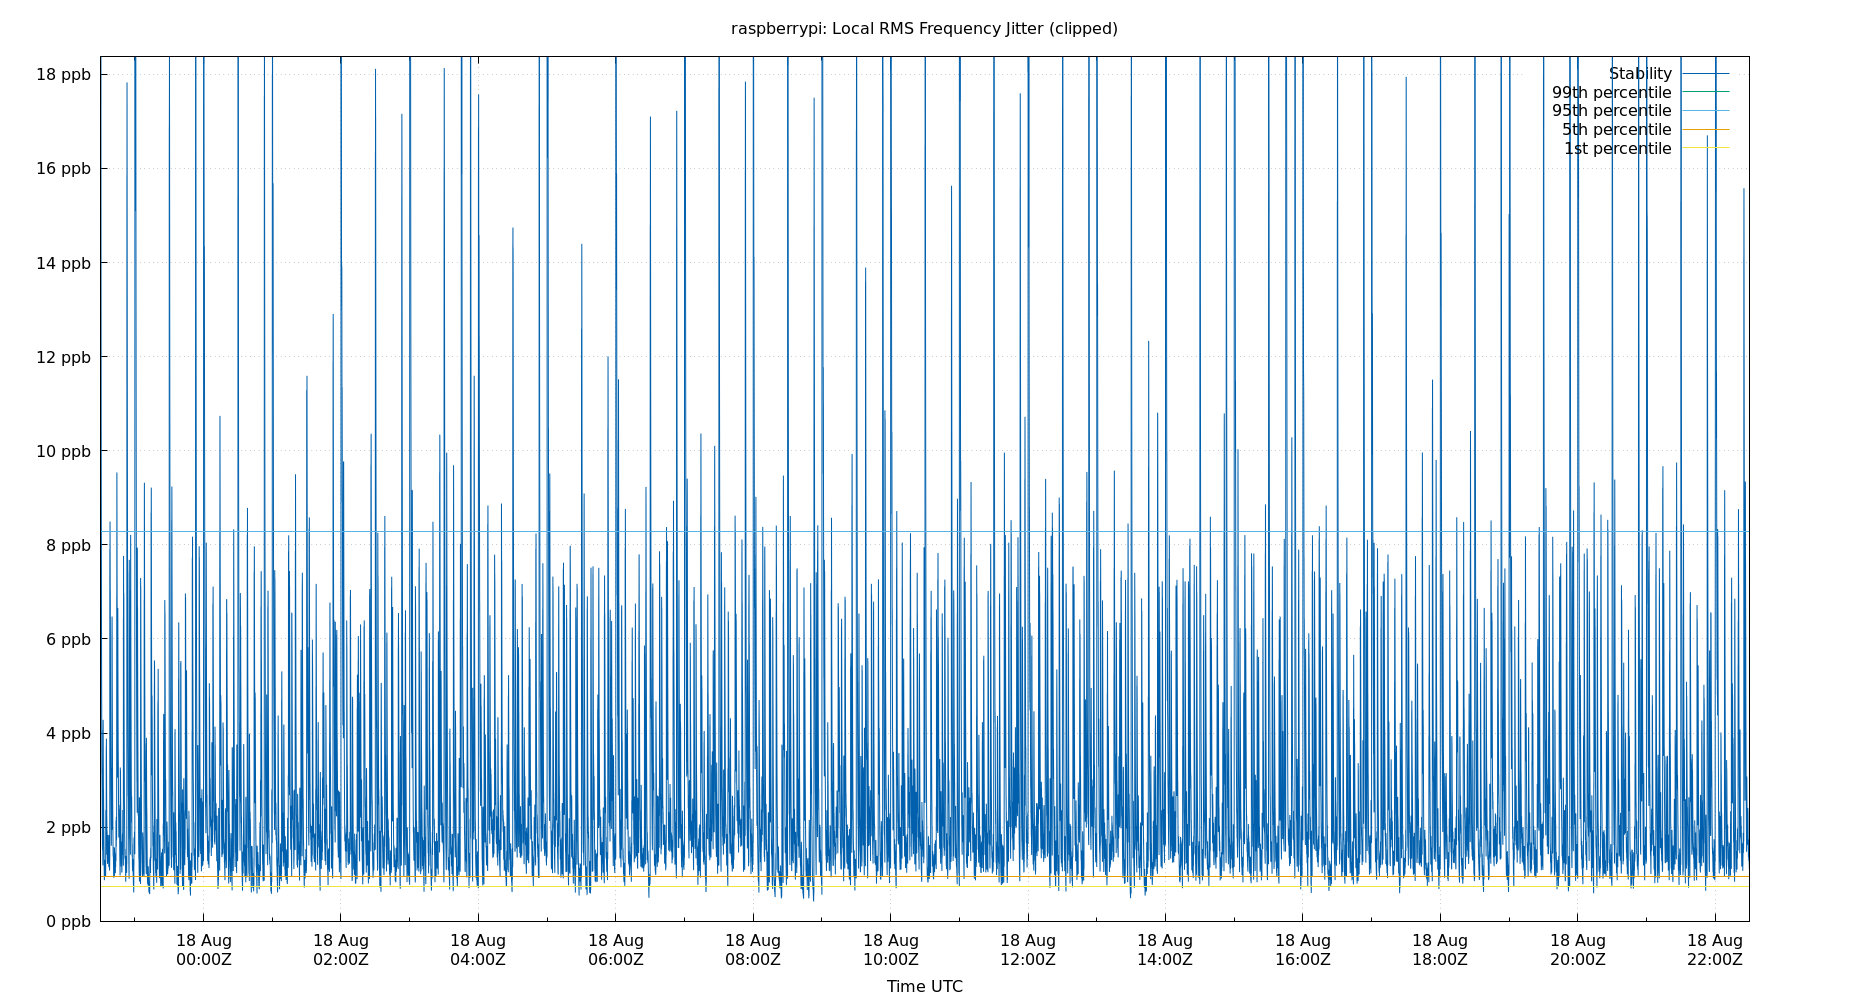 raspberrypi: Local RMS Frequency Jitter (clipped)
18 ppb
16 ppb
14 ppb
12 ppb
10 ppb
8 ppb
6 ppb
4 ppb
2 ppb
0 ppb
Stability
99th percentile
95th percentile
5th percentile
1st percentile
18 Aug 18 Aug 18 Aug 18 Aug 18 Aug 18 Aug 18 Aug 18 Aug 18 Aug 18 Aug 18 Aug 18 Aug
00:00Z 02:00Z 04:00Z 06:00Z 08:00Z 10:00Z 12:00Z 14:00Z 16:00Z 18:00Z 20:00Z 22:00Z
Time UTC